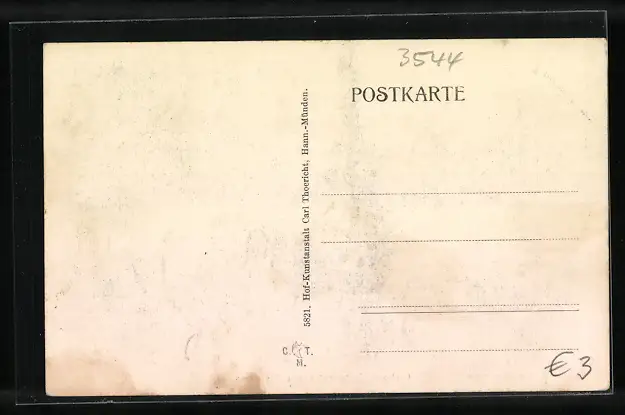 3544
POSTKARTE
5821. Hof-Kunstanstalt Carl Thoericht, Hann.-Münden.
C. T.
M.
€3